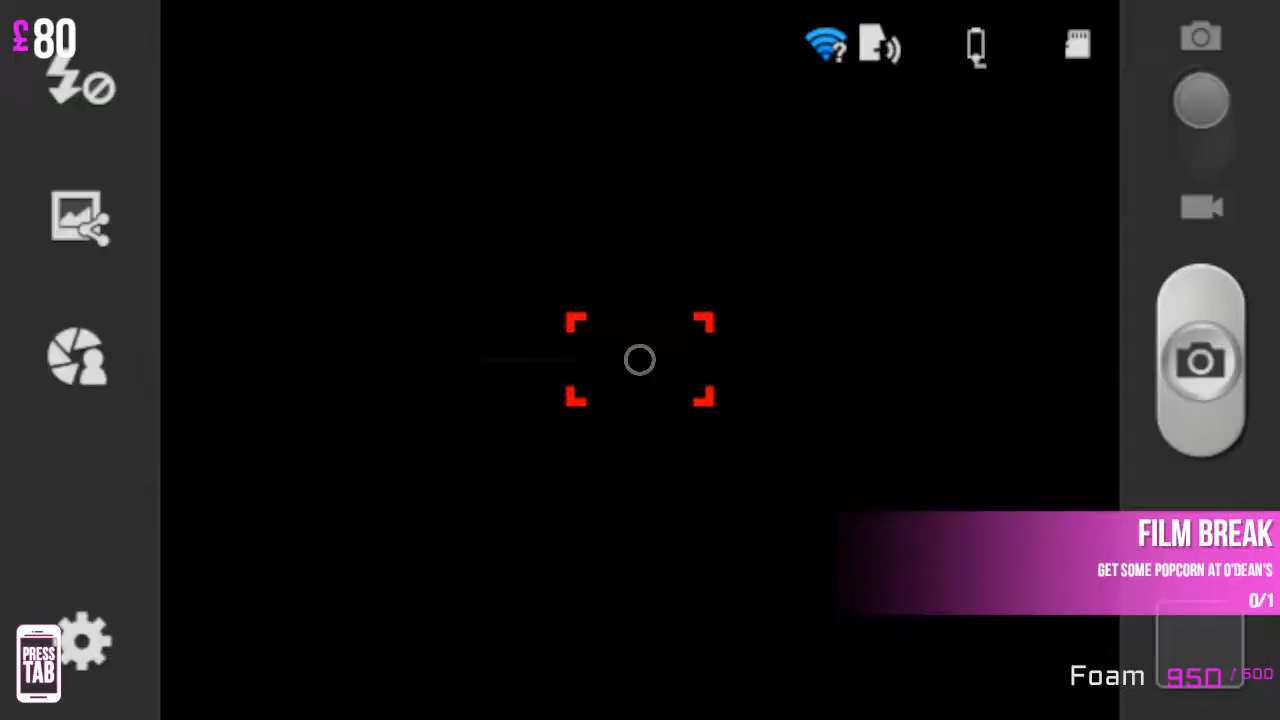 £80
FILM BREAK
GET SOME POPCORN AT O'DEAN'S
0/1
PRESS
TAB
Foam 950 / 500